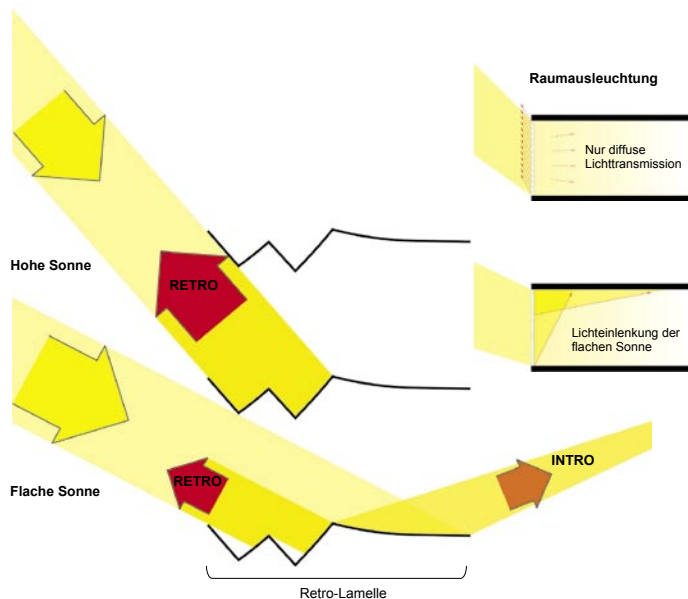 Raumausleuchtung
Nur diffuse
Lichttransmission
Hohe Sonne
RETRO
Lichteinlenkung der
flachen Sonne
Flache Sonne
RETRO
INTRO
Retro-Lamelle